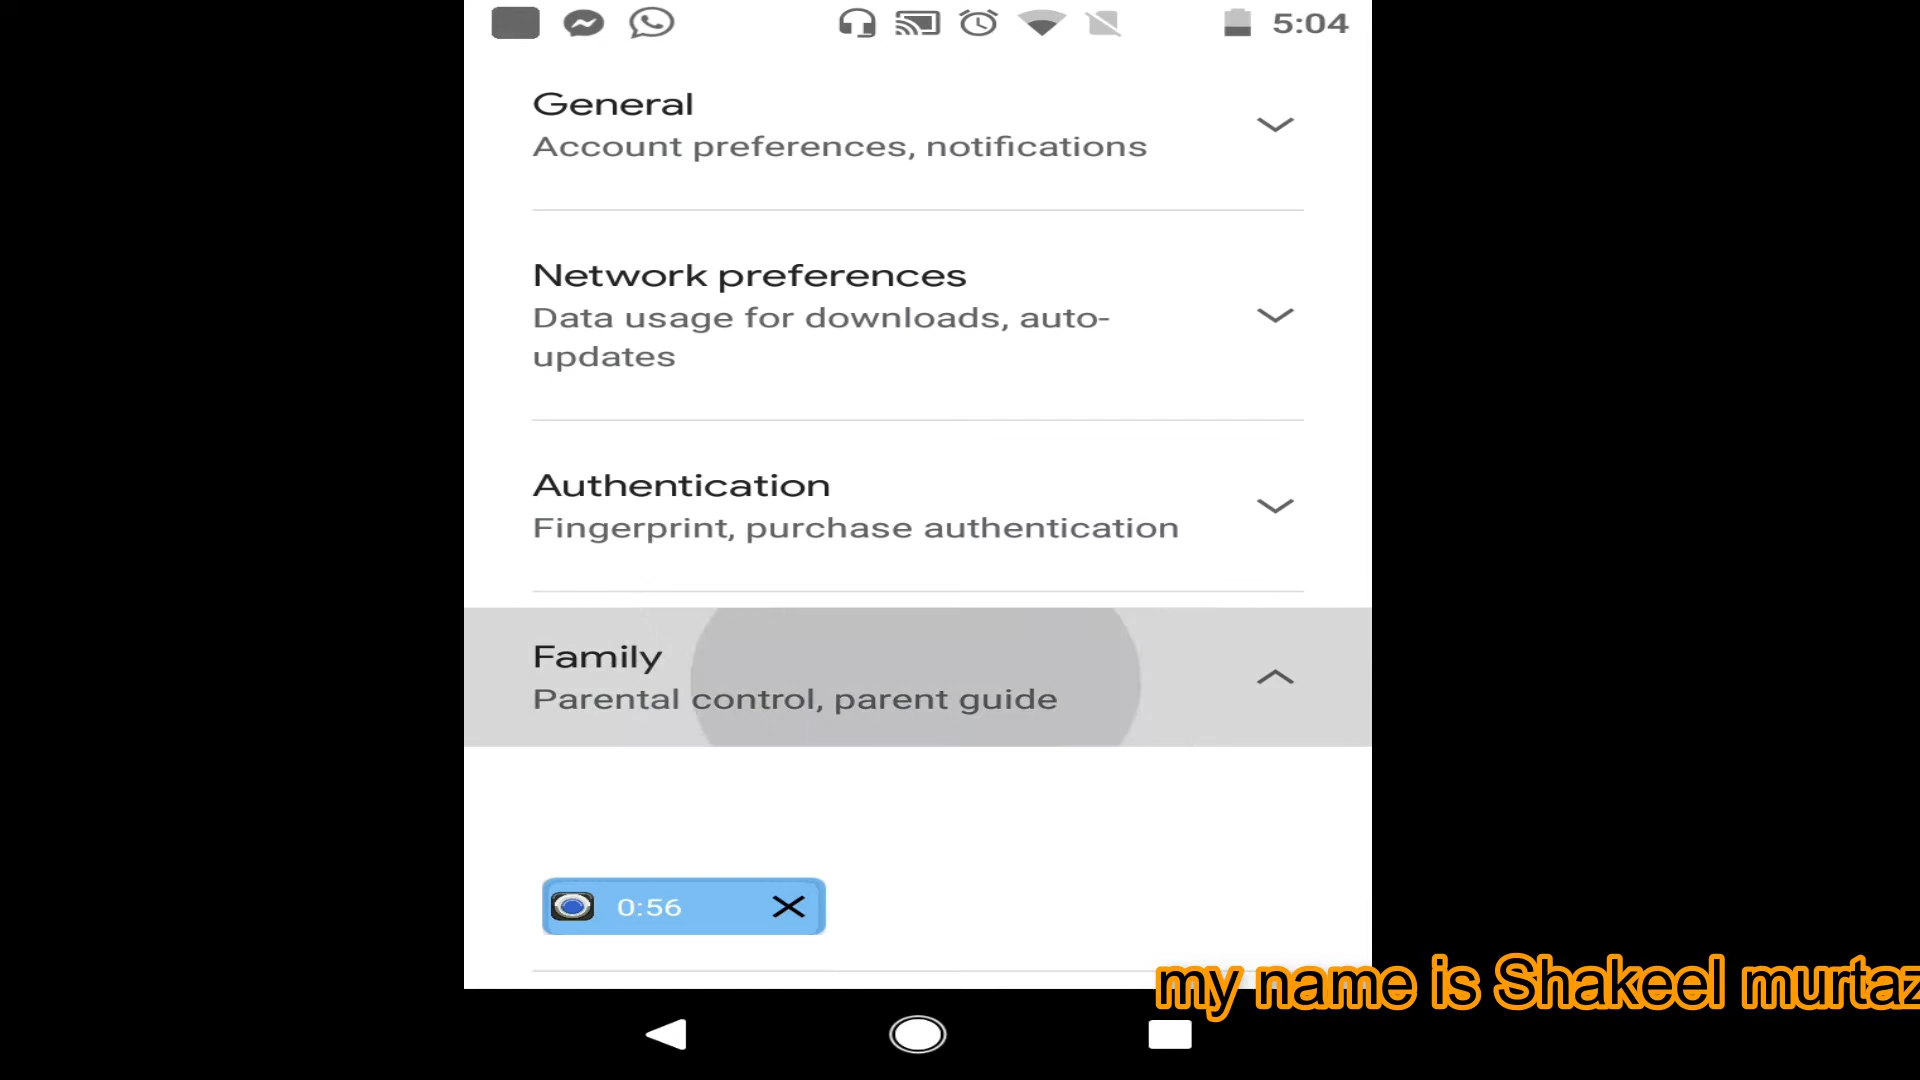 5:04
General
Account preferences, notifications
Network preferences
Data usage for downloads, auto-
updates
Authentication
Fingerprint, purchase authentication
Family
Parental control, parent guide
0:56
my name is Shakeel murtaz